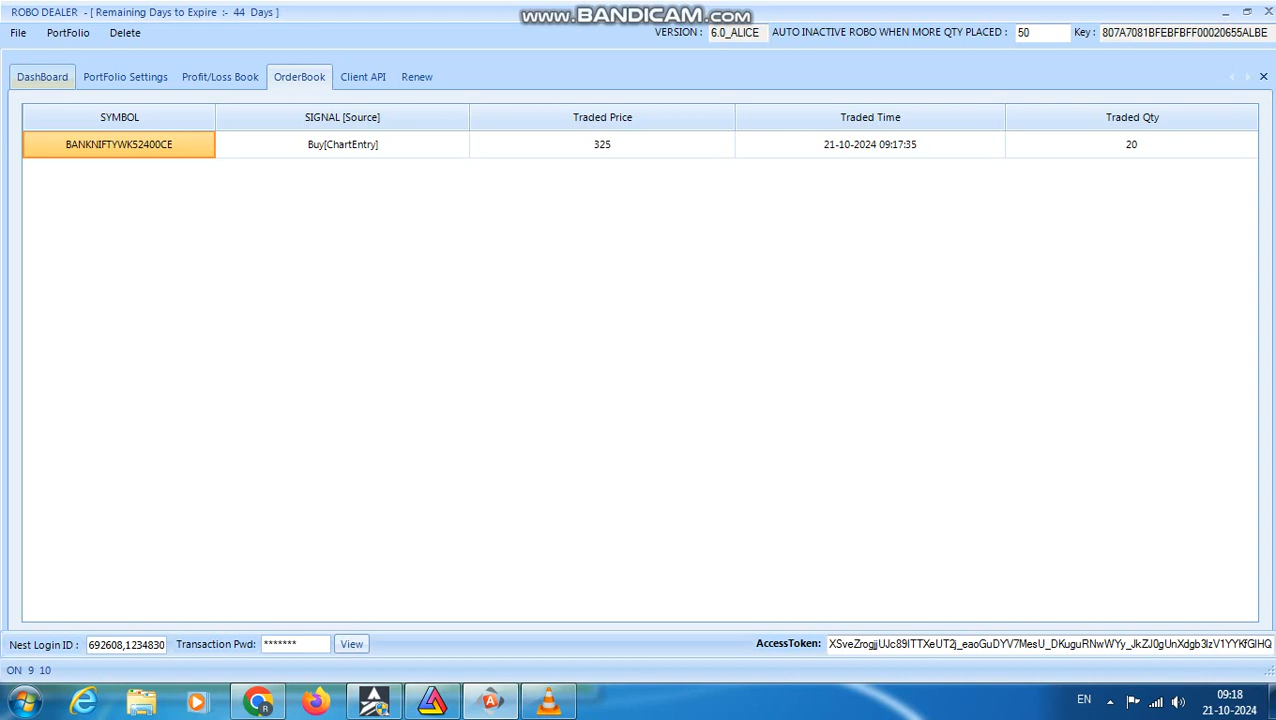 ROBO DEALER - [ Remaining Days to Expire :- 44 Days ]
www.BANDICAM.com
File PortFolio Delete
VERSION : 6.0_ALICE AUTO INACTIVE ROBO WHEN MORE QTY PLACED : 50 Key : 807A7081BFEBFBFF00020655ALBE
DashBoard PortFolio Settings Profit/Loss Book OrderBook Client API Renew
SYMBOL SIGNAL [Source] Traded Price Traded Time Traded Qty
BANKNIFTYWK52400CE Buy[ChartEntry] 325 21-10-2024 09:17:35 20
Nest Login ID : 692608,1234830 Transaction Pwd: ******* View AccessToken:
ON 9 10
EN 09:18
21-10-2024